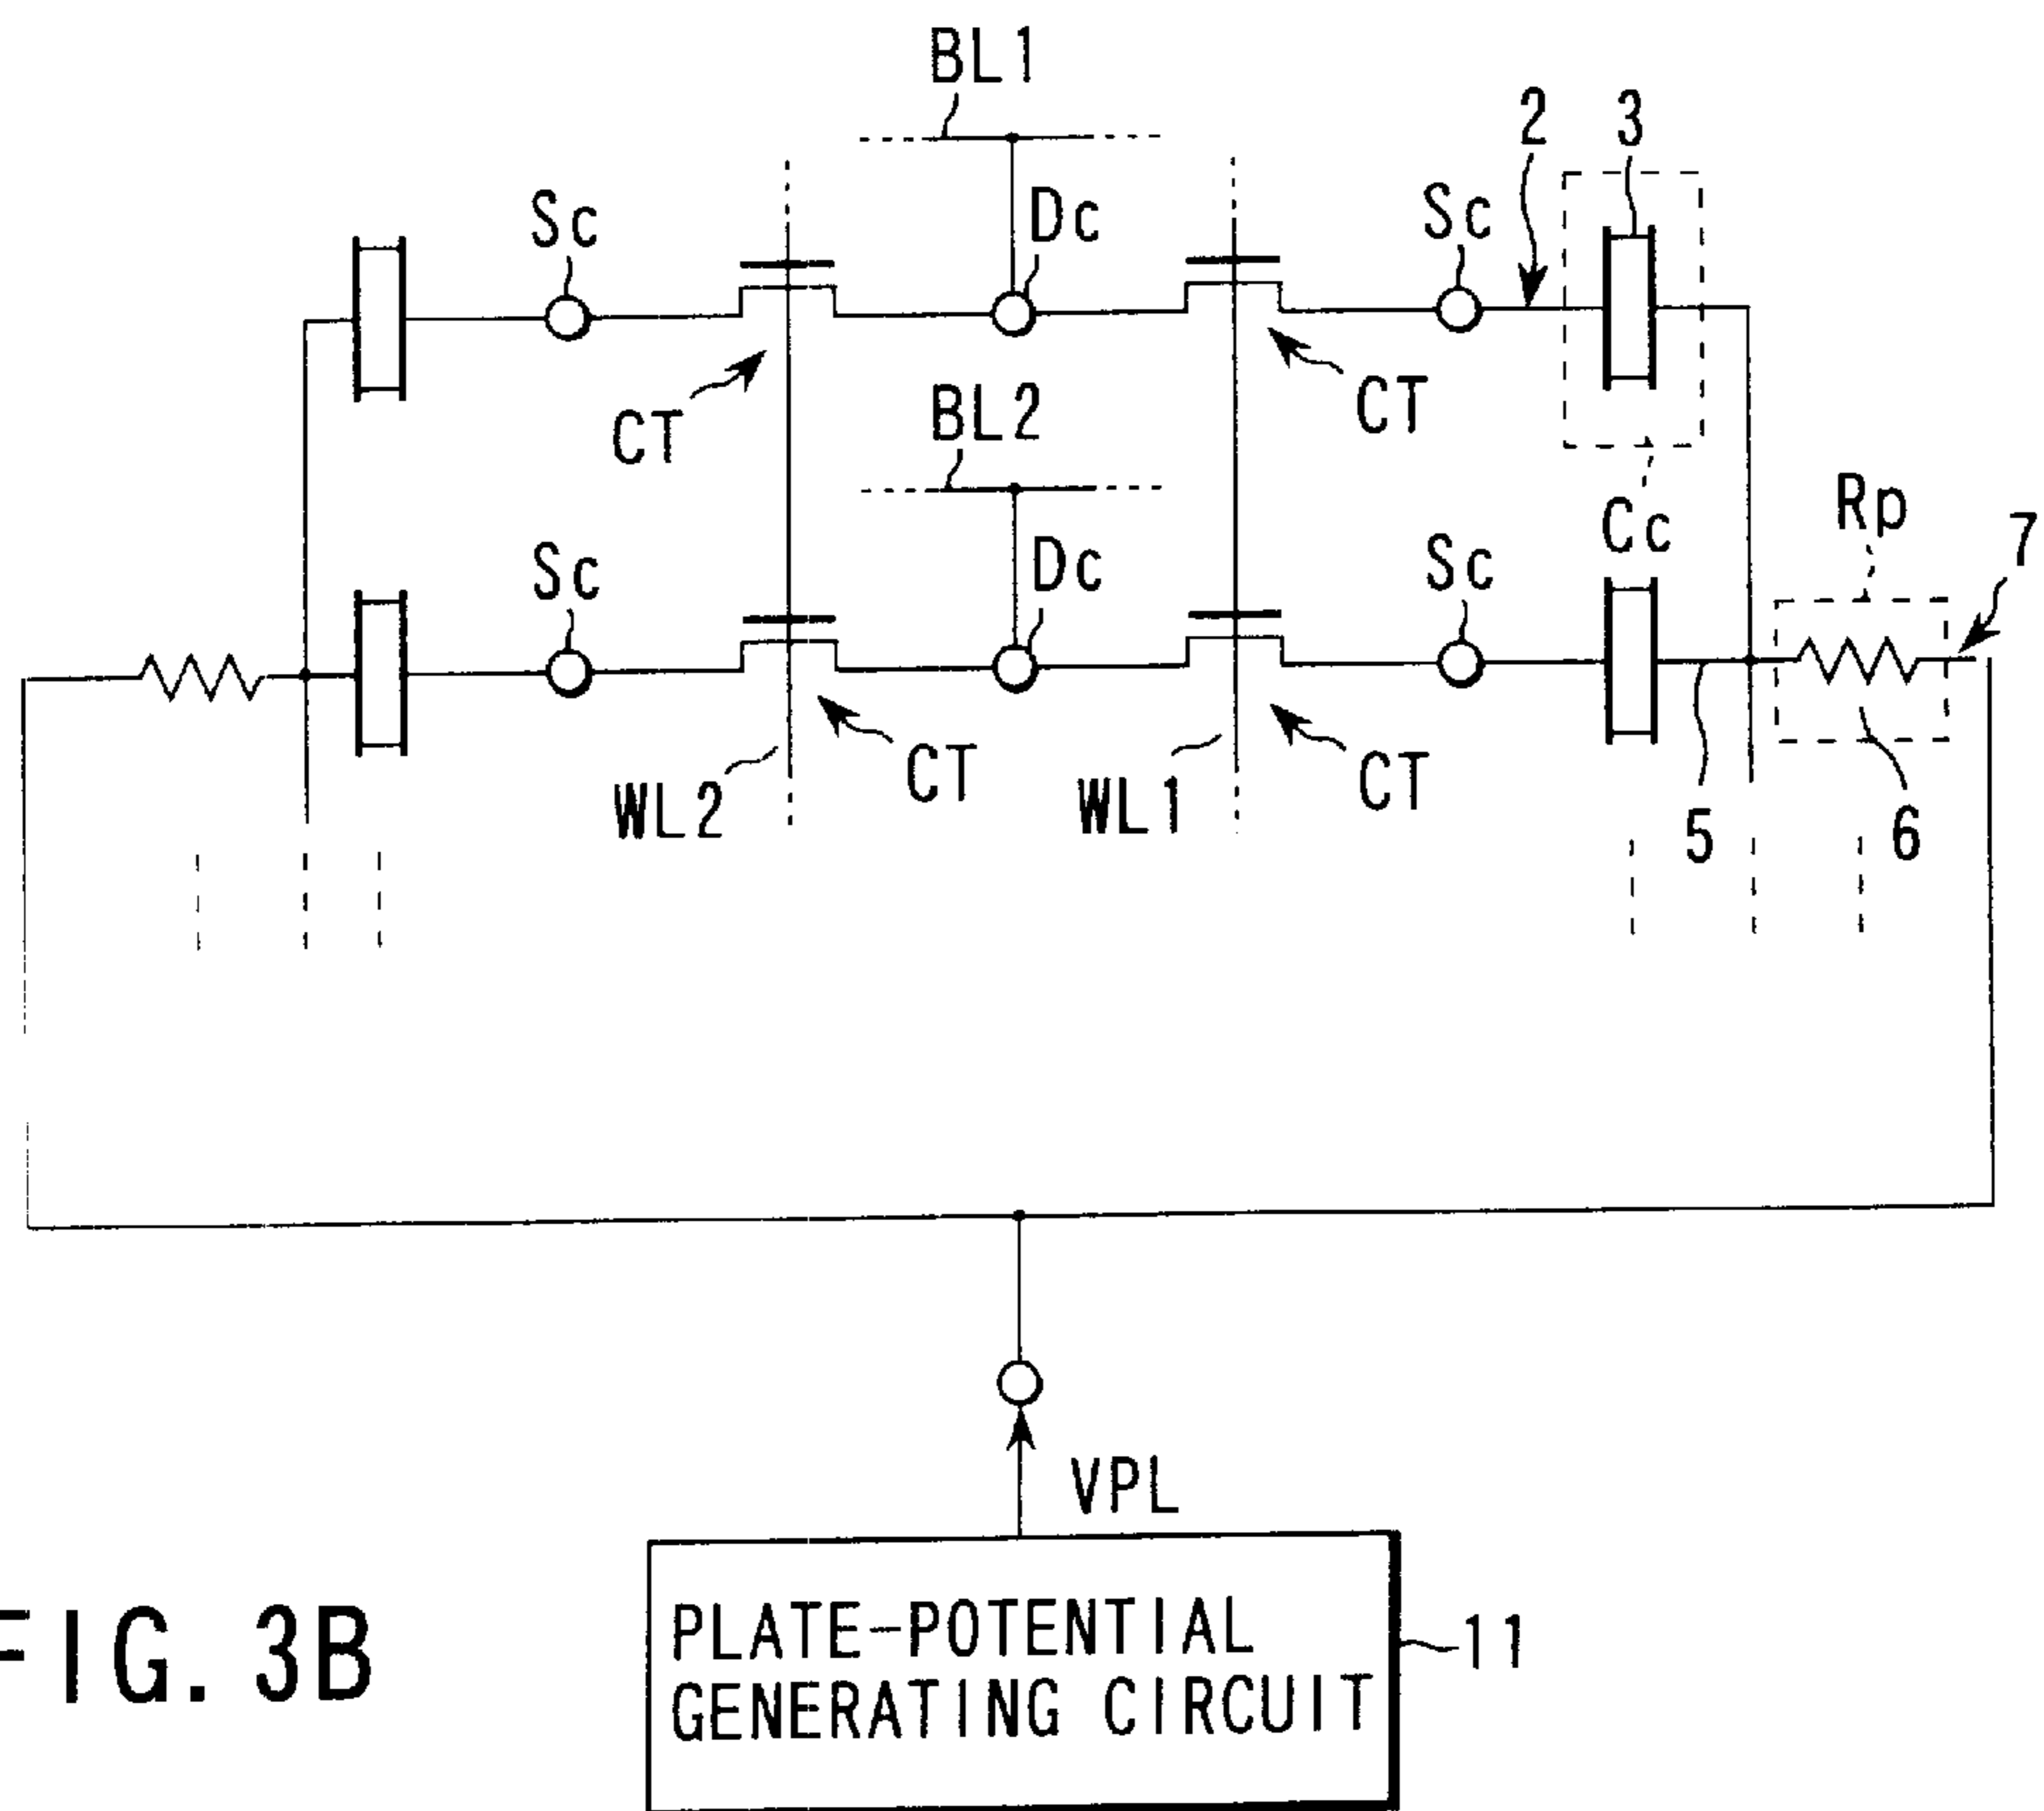 BL1
2 3
Sc Dc Sc
CT BL2 CT
Cc Rp 7
Sc Dc Sc
CT CT
WL2 WL1 5 6
VPL
PLATE-POTENTIAL
GENERATING CIRCUIT
11
FIG. 3B